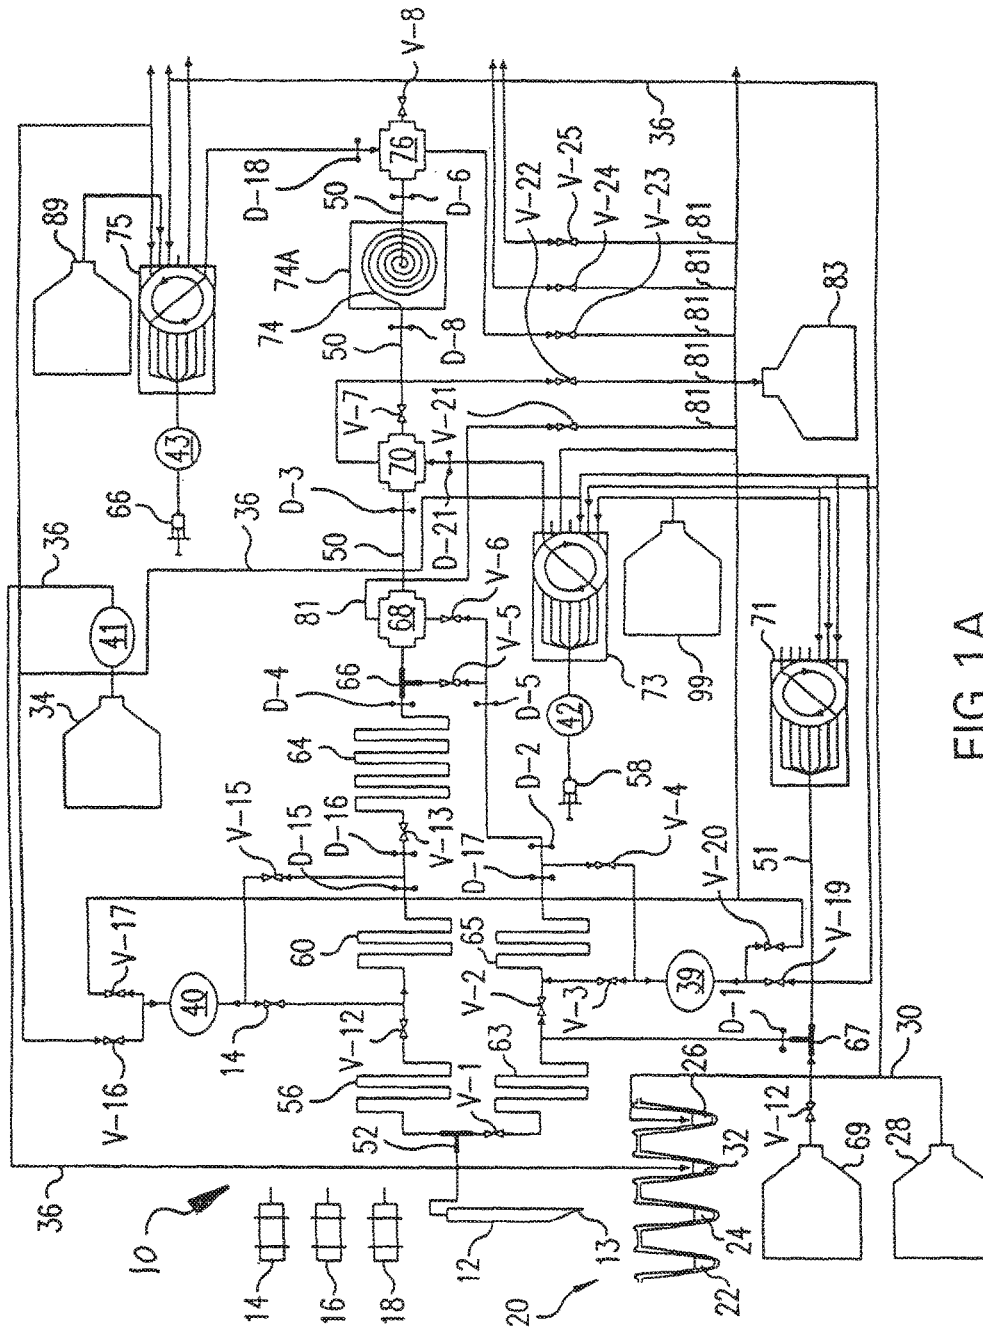 36
34
36
89
V-16
V-17
41
66
75
10
43
14
14
40
V-15
36
D-18
16
56
V-12
60
D-15
D-16
64
D-4
81
D-3
74
74A
50
50
50
18
52
V-13
66
68
70
V-7
76
V-8
12
V-1
63
V-2
65
D-17
D-2
D-5
V-5
V-6
D-21
V-21
D-8
D-6
20
13
V-3
42
V-22
V-25
V-24
V-23
58
73
22
24
32
26
D-1
39
V-20
V-4
99
36
81
81
81
81
81
V-12
67
V-19
51
71
69
28
30
83
FIG 1A